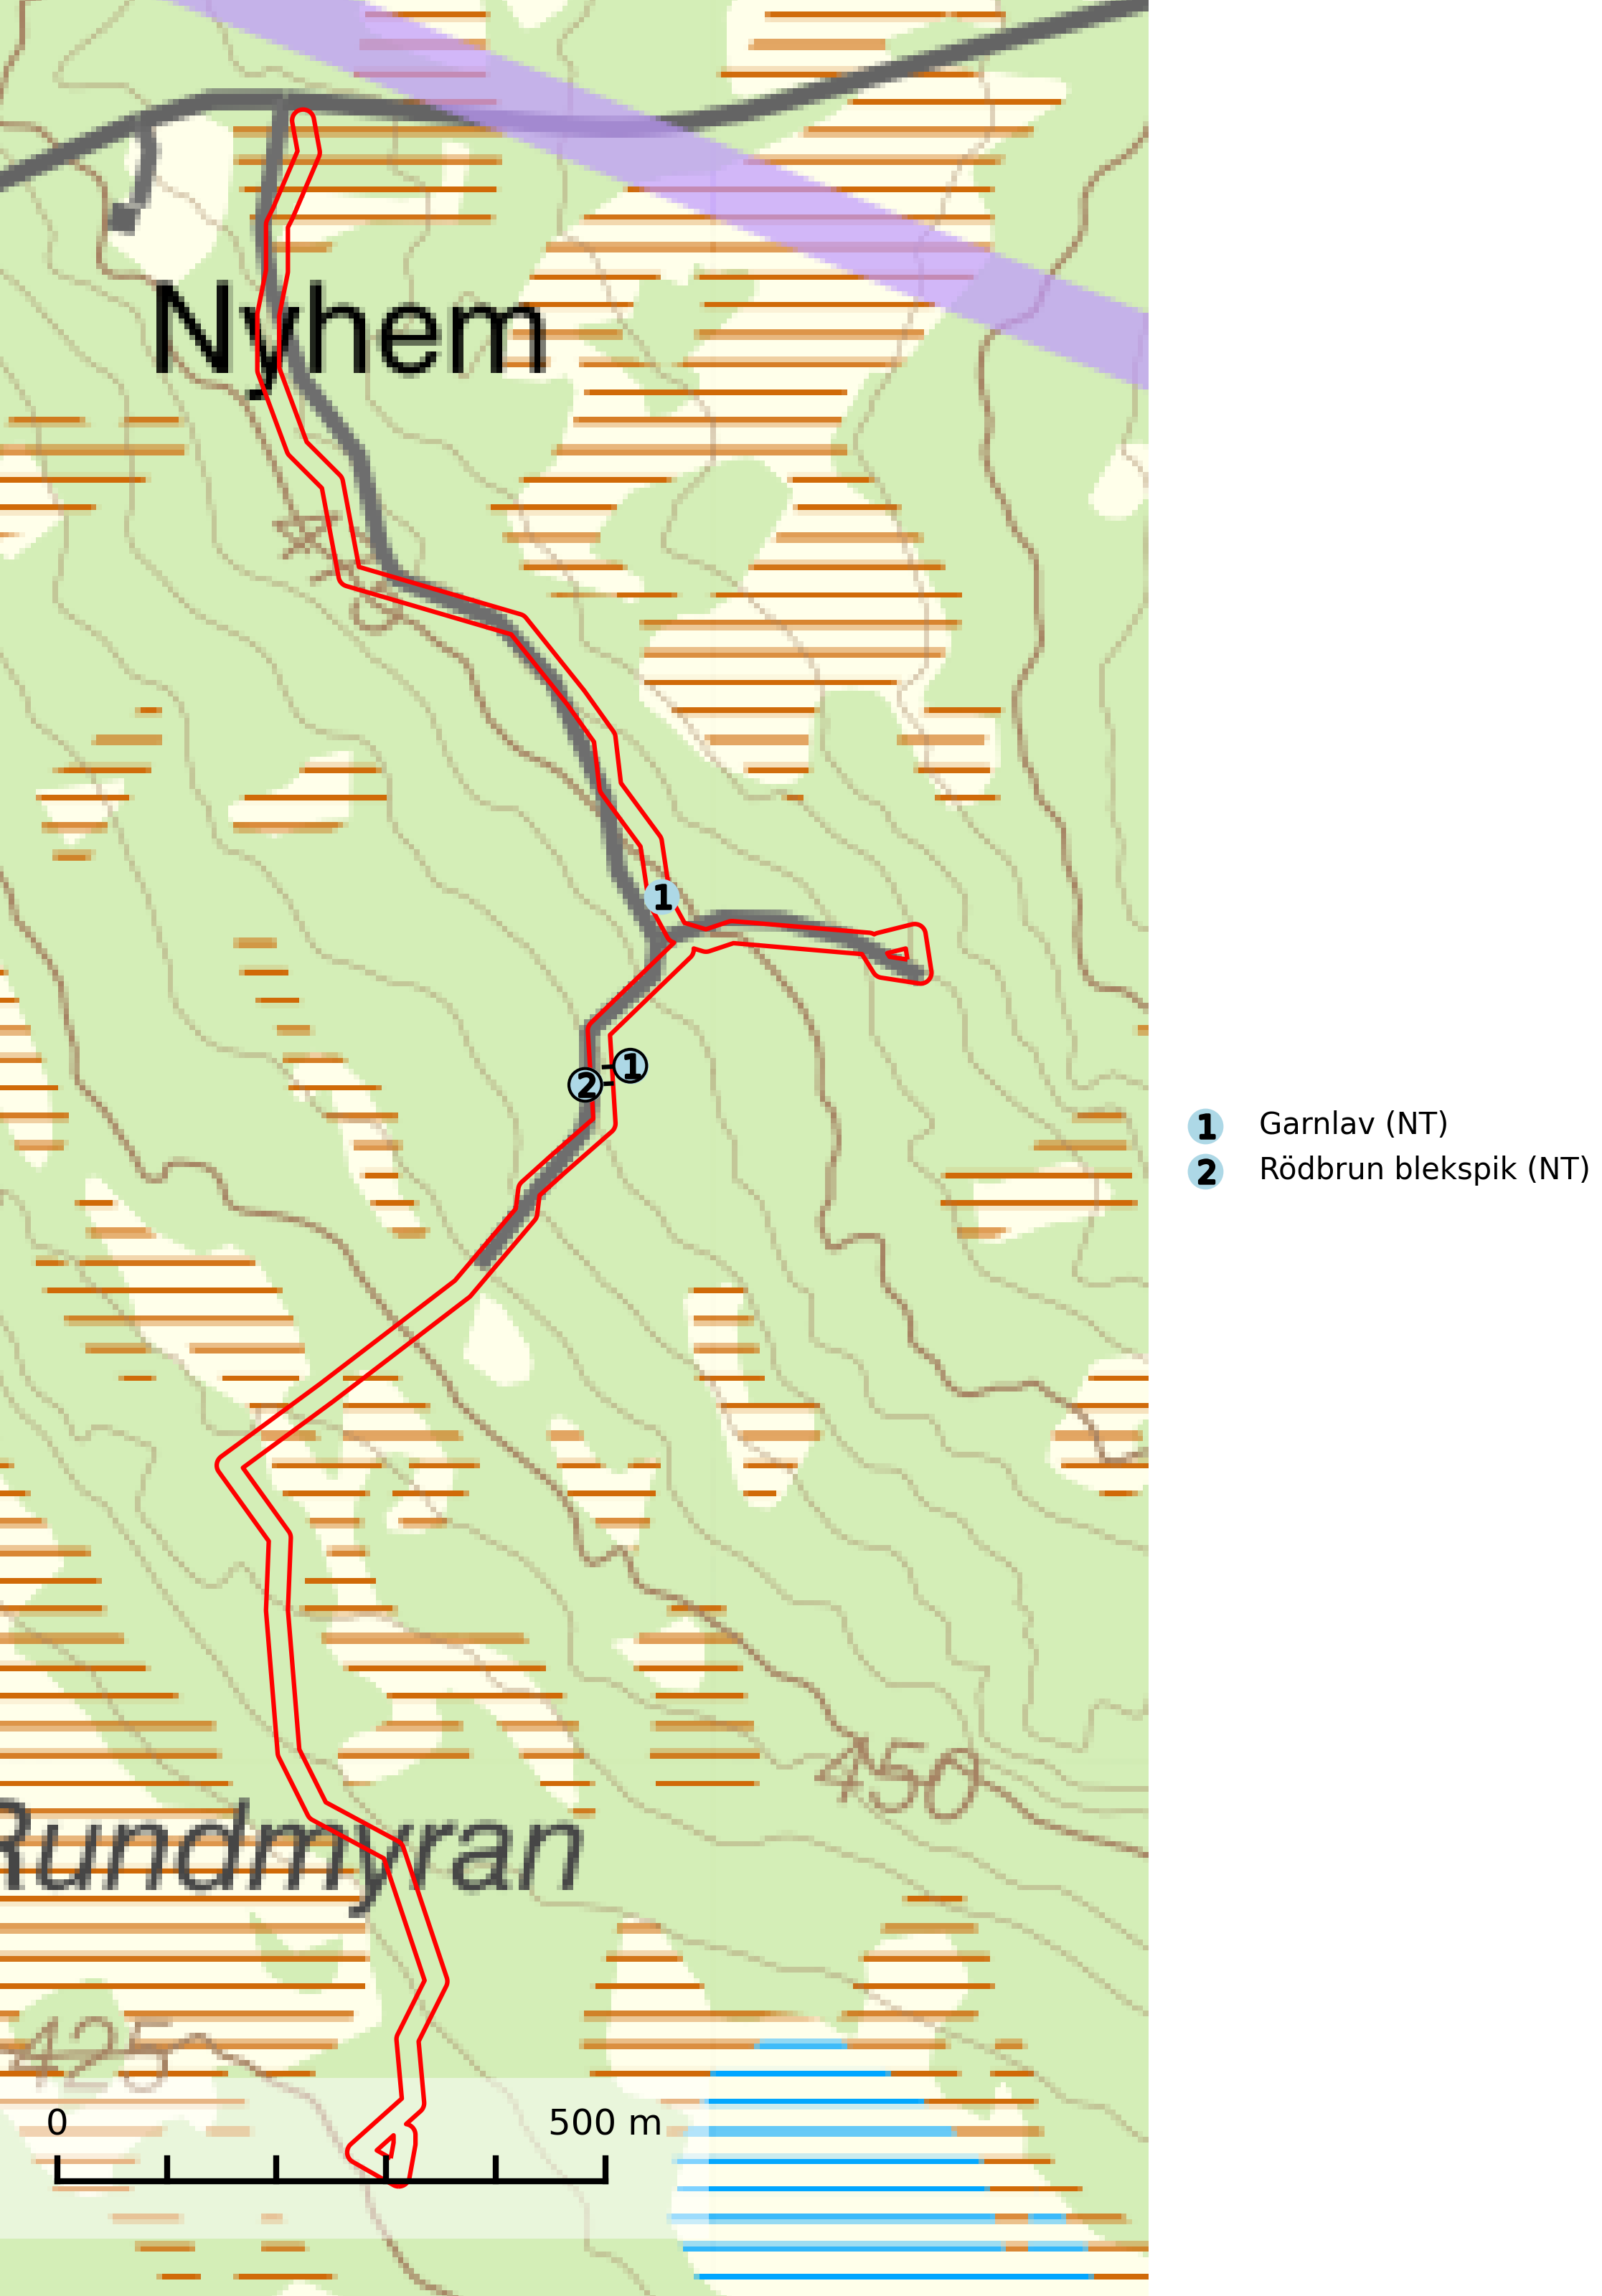 Nyhem
1
1
2
1 Garnlav (NT)
2 Rödbrun blekspik (NT)
450
Rundmyran
425
0 500 m